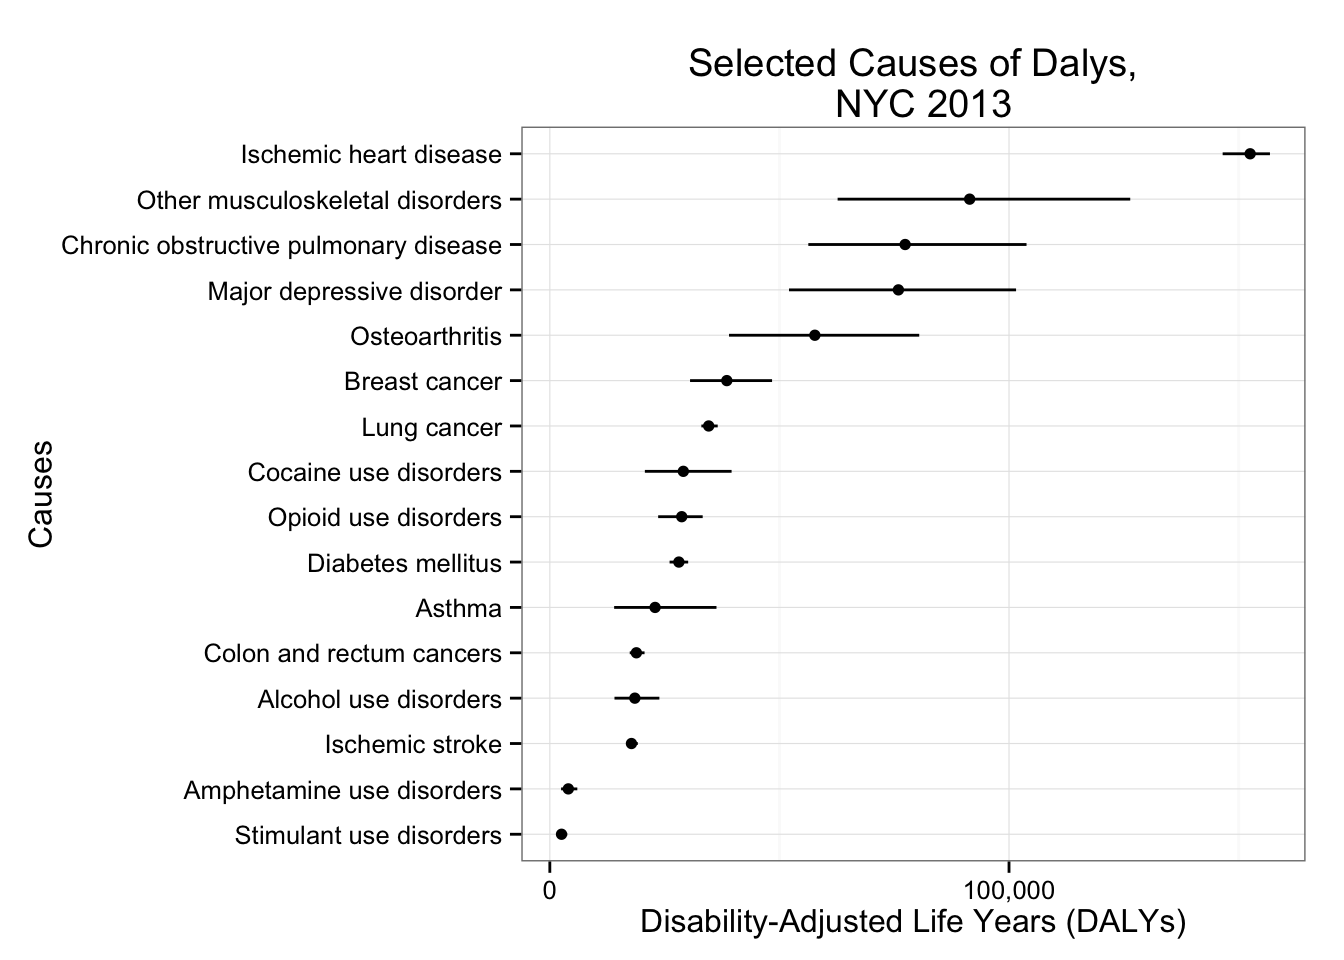 Selected Causes of Dalys,
NYC 2013
Causes
Ischemic heart disease
Other musculoskeletal disorders
Chronic obstructive pulmonary disease
Major depressive disorder
Osteoarthritis
Breast cancer
Lung cancer
Cocaine use disorders
Opioid use disorders
Diabetes mellitus
Asthma
Colon and rectum cancers
Alcohol use disorders
Ischemic stroke
Amphetamine use disorders
Stimulant use disorders
0 100,000
Disability-Adjusted Life Years (DALYs)